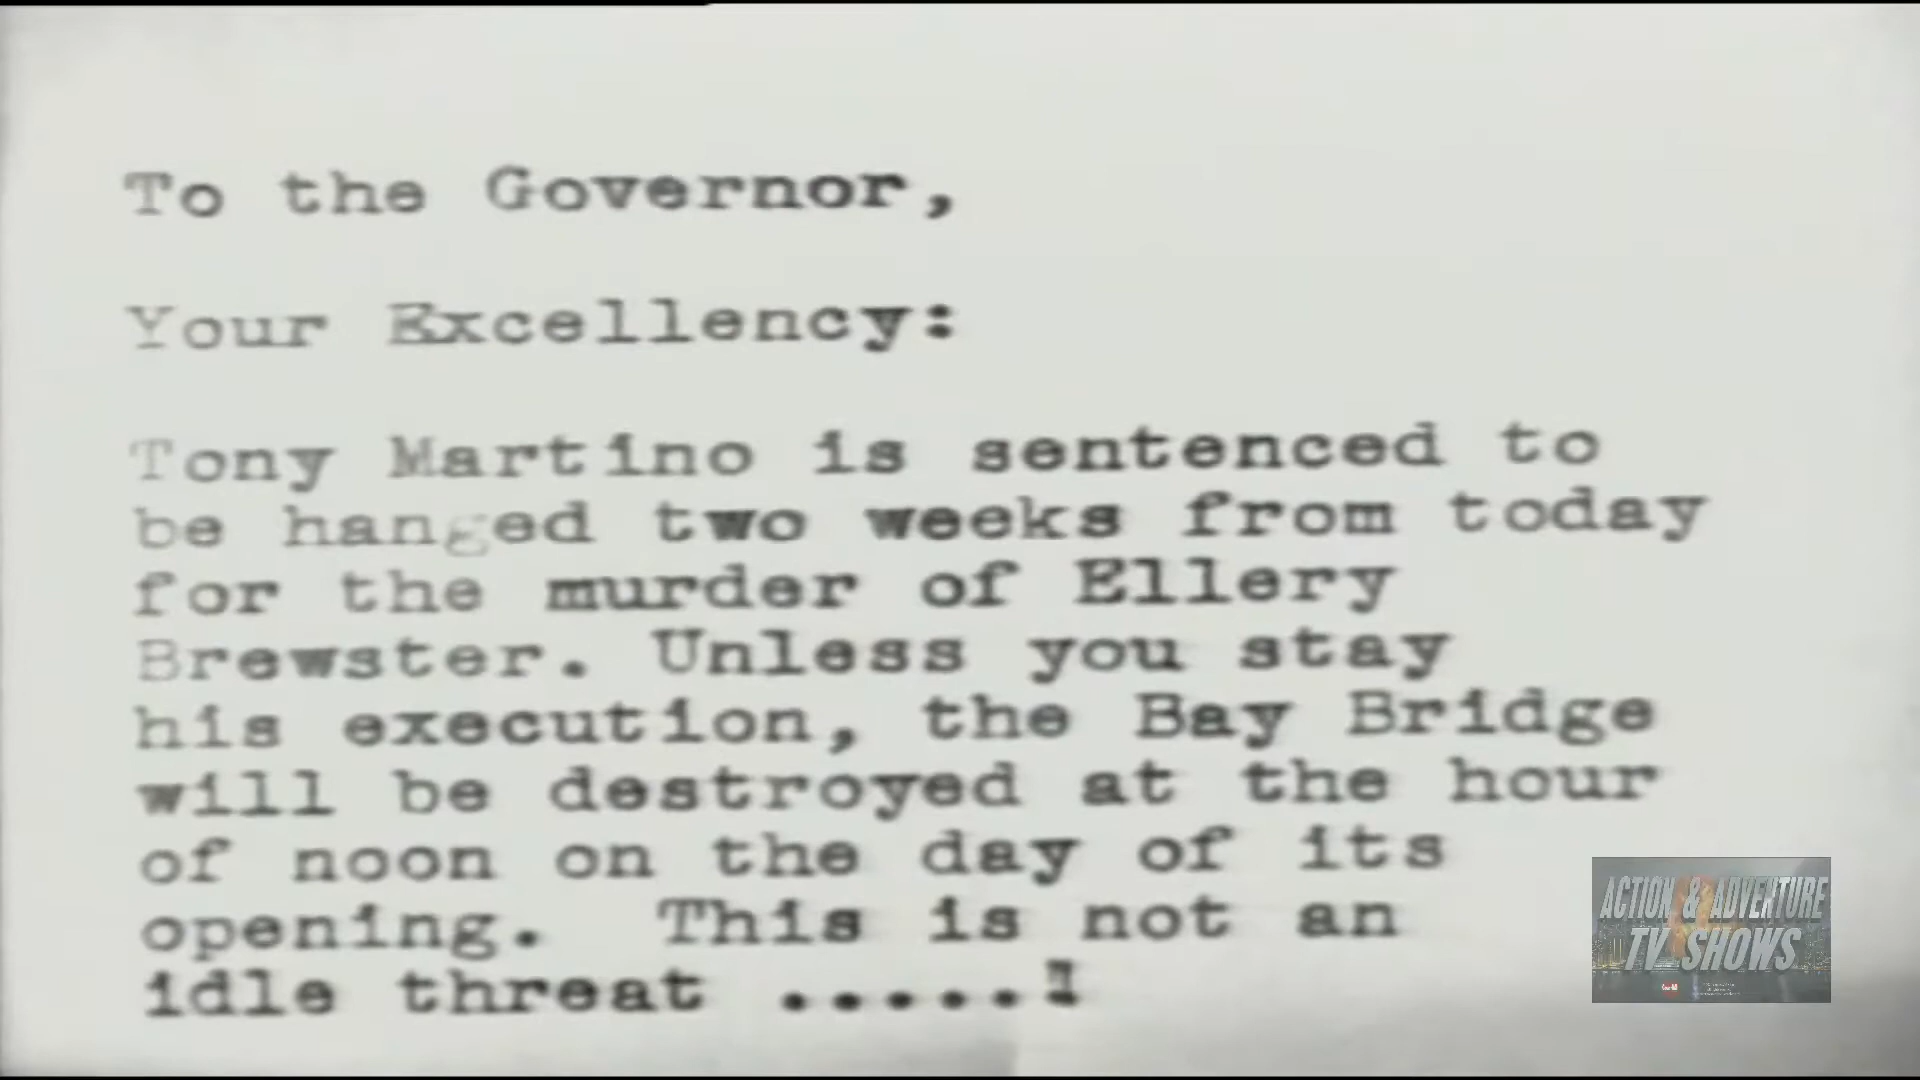 To the Governor,
Your Excellency:
Tony Martino is sentenced to
be hanged two weeks from today
for the murder of Ellery
Brewster. Unless you stay
his execution, the Bay Bridge
will be destroyed at the hour
of noon on the day of its
opening. This is not an
idle threat .....!
ACTION & ADVENTURE
TV SHOWS